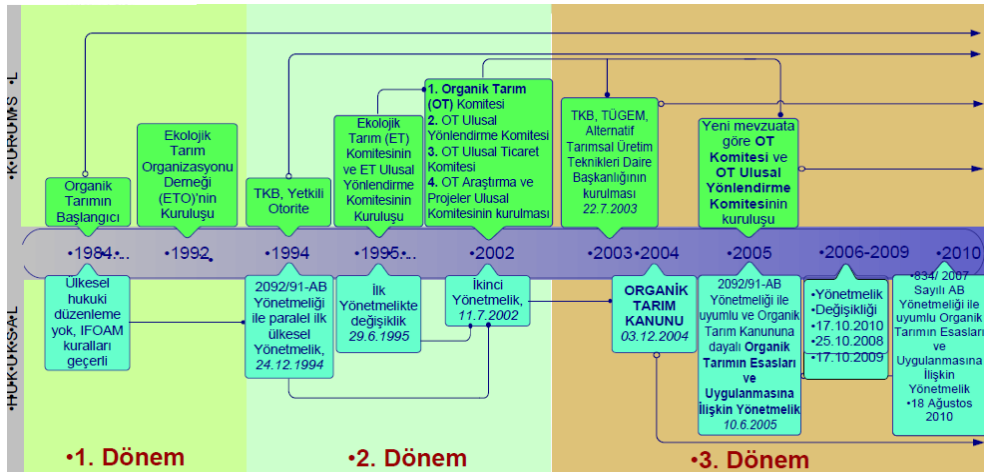 •KURUMS •L
Organik
Tarımın
Başlangıcı
Ekolojik
Tarım
Organizasyonu
Derneği
(ETO)'nin
Kuruluşu
TKB, Yetkili
Otorite
Ekolojik
Tarım (ET)
Komitesinin
ve ET Ulusal
Yönlendirme
Komitesinin
Kuruluşu
1. Organik Tarım
(OT) Komitesi
2. OT Ulusal
Yönlendirme Komitesi
3. OT Ulusal Ticaret
Komitesi
4. OT Araştırma ve
Projeler Ulusal
Komitesinin kurulması
TKB, TÜGEM,
Alternatif
Tarımsal Üretim
Teknikleri Daire
Başkanlığının
kurulması
22.7.2003
Yeni mevzuata
göre OT
Komitesi ve
OT Ulusal
Yönlendirme
Komitesinin
kuruluşu
•1984....
•1992
•1994
•1995....
•2002
•2003-2004
•2005
•2006-2009
•2010
•HUKUKSAL
Ülkesel
hukuki
düzenleme
yok, IFOAM
kuralları
geçerli
2092/91-AB
Yönetmeliği
ile paralel ilk
ülkesel
Yönetmelik,
24.12.1994
İlk
Yönetmelikte
değişiklik
29.6.1995
İkinci
Yönetmelik,
11.7.2002
ORGANİK
TARIM
KANUNU
03.12.2004
2092/91-AB
Yönetmeliği ile
uyumlu ve Organik
Tarım Kanununa
dayalı Organik
Tarımın Esasları
ve
Uygulanmasına
İlişkin Yönetmelik
10.6.2005
•Yönetmelik
•Değişikliği
•17.10.2010
•25.10.2008
•17.10.2009
•834/ 2007
Sayılı AB
Yönetmeliği ile
uyumlu Organik
Tarımın Esasları
ve
Uygulanmasına
İlişkin
Yönetmelik
•18 Ağustos
2010
•1. Dönem
•2. Dönem
•3. Dönem